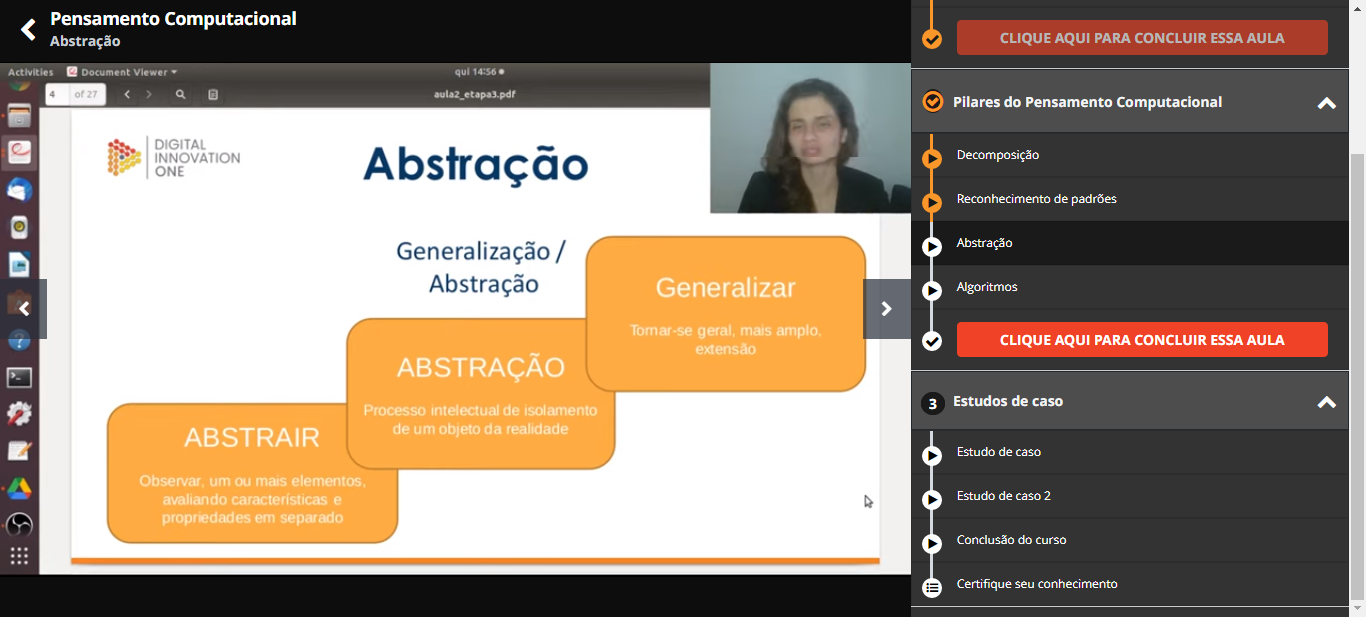 Pensamento Computacional
Abstração
Activities Document Viewer qui 14:56
4 of 27 aula2_etapa3.pdf
DIGITAL
INNOVATION
ONE
Abstração
Generalização /
Abstração
Generalizar
Tornar-se geral, mais amplo,
extensão
ABSTRAÇÃO
Processo intelectual de isolamento
de um objeto da realidade
ABSTRAIR
Observar, um ou mais elementos,
avaliando características e
propriedades em separado
CLIQUE AQUI PARA CONCLUIR ESSA AULA
Pilares do Pensamento Computacional
Decomposição
Reconhecimento de padrões
Abstração
Algoritmos
CLIQUE AQUI PARA CONCLUIR ESSA AULA
3 Estudos de caso
Estudo de caso
Estudo de caso 2
Conclusão do curso
Certifique seu conhecimento